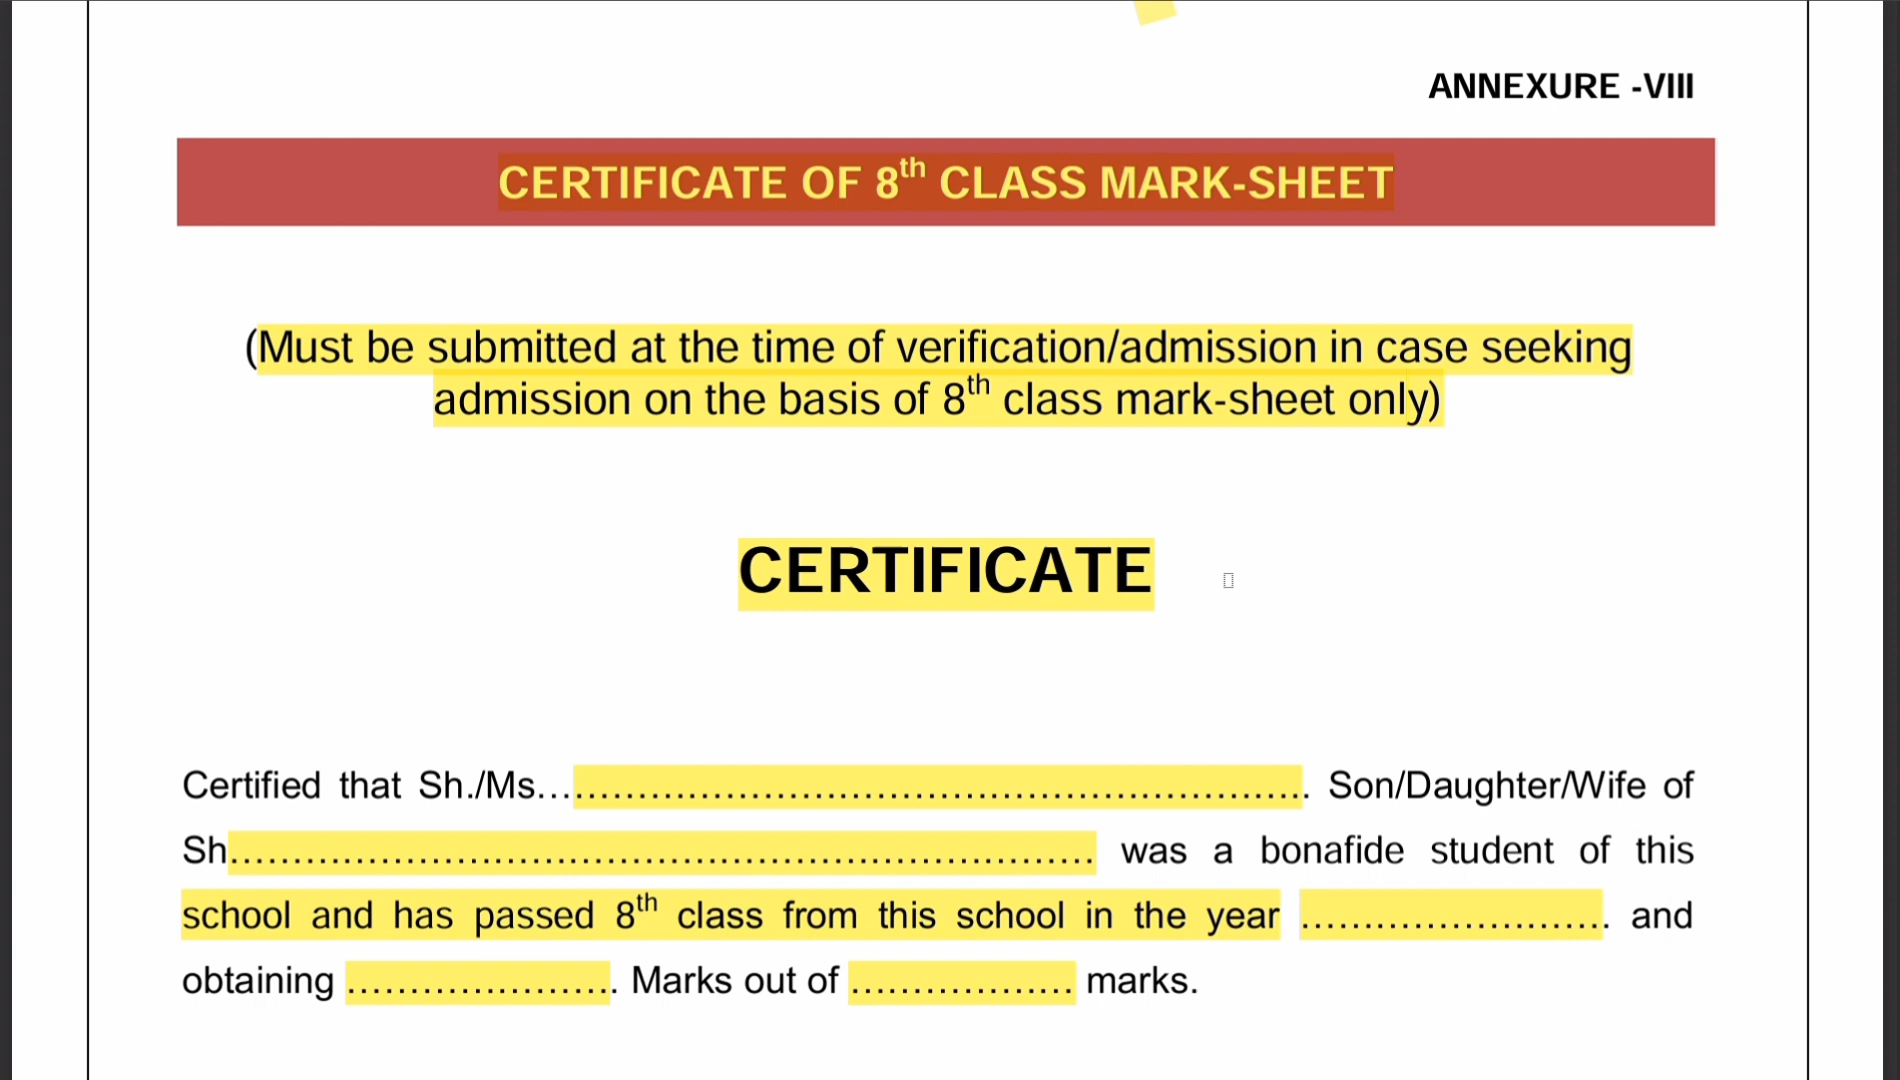 ANNEXURE -VIII
CERTIFICATE OF 8th CLASS MARK-SHEET
(Must be submitted at the time of verification/admission in case seeking
admission on the basis of 8th class mark-sheet only)
CERTIFICATE
Certified that Sh./Ms……………………………………………………………. Son/Daughter/Wife of
Sh……………………………………………………………. was a bonafide student of this
school and has passed 8th class from this school in the year ……………………. and
obtaining …………………. Marks out of ……………… marks.